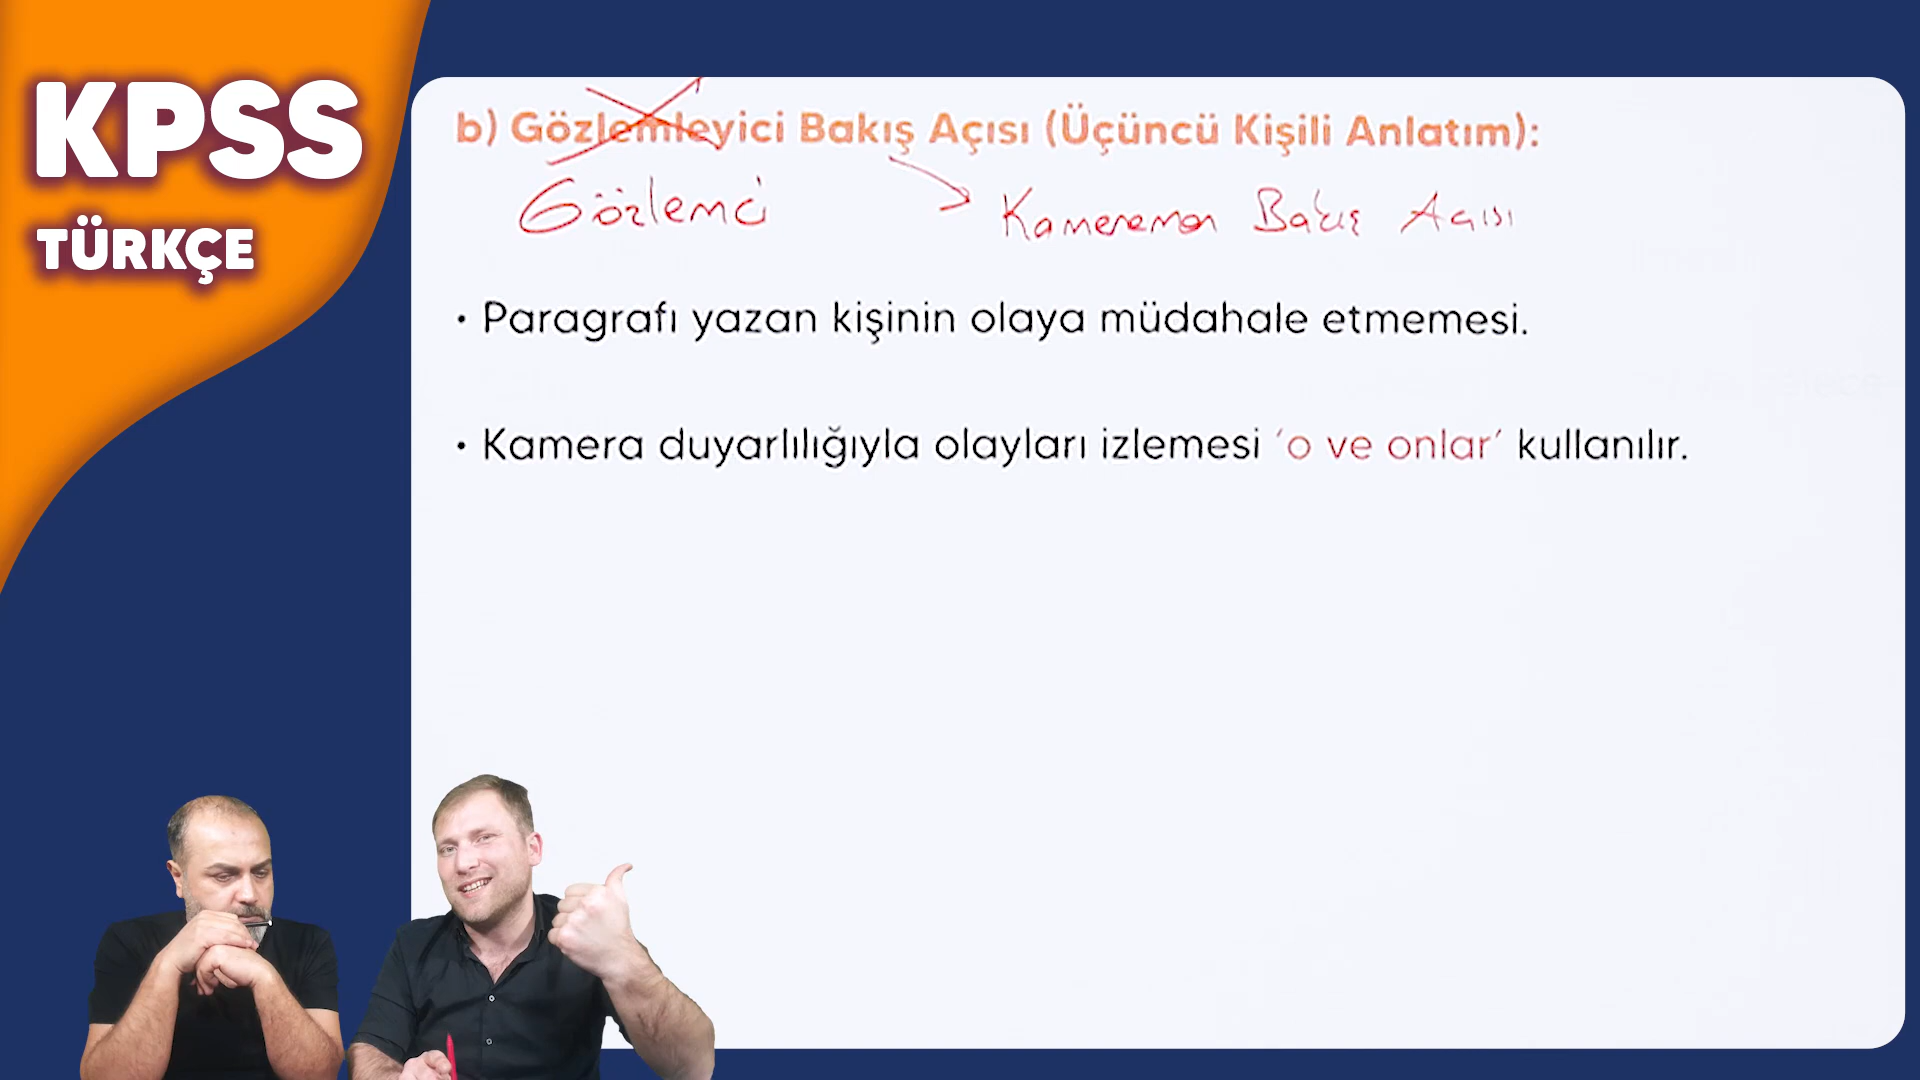 KPSS
TÜRKÇE
b) Gözlemleyici Bakış Açısı (Üçüncü Kişili Anlatım):
Gözlemci
Kameraman Bakış Açısı
• Paragrafı yazan kişinin olaya müdahale etmemesi.
• Kamera duyarlılığıyla olayları izlemesi ‘o ve onlar’ kullanılır.